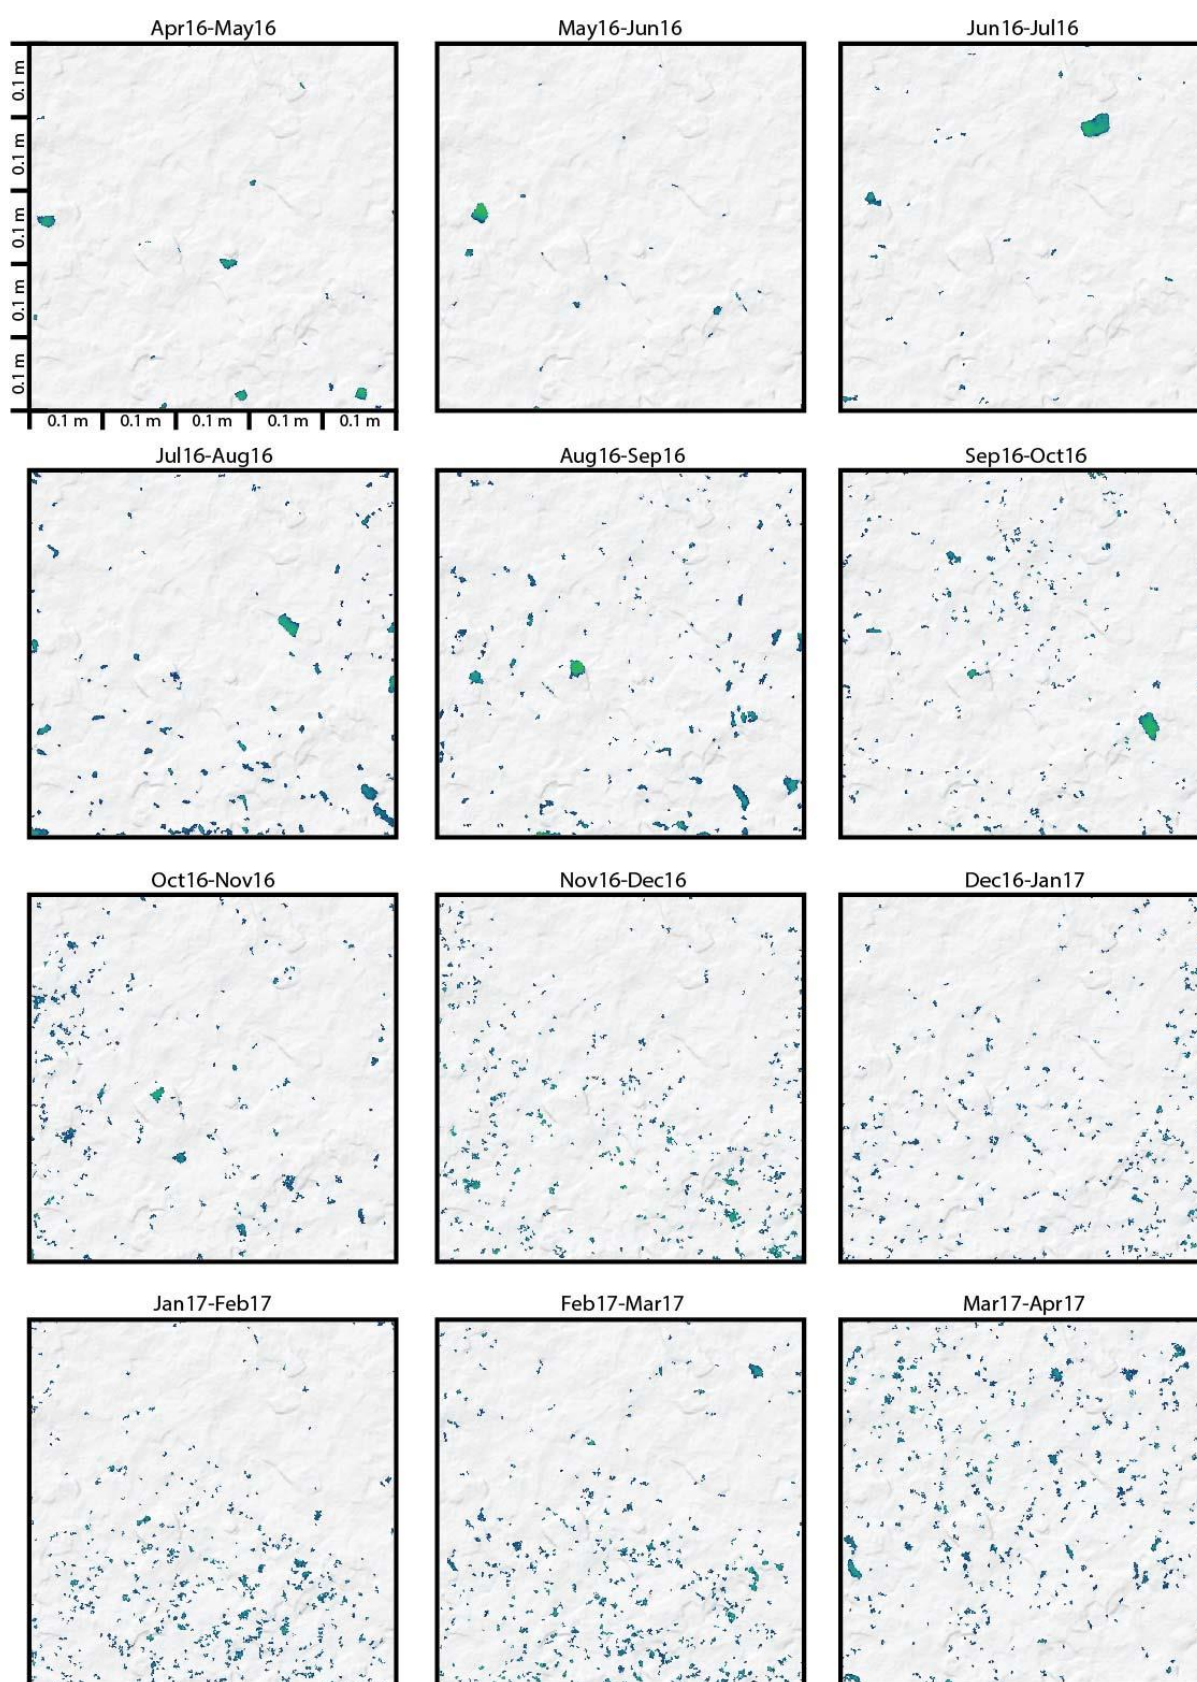 Apr16-May16
May16-Jun16
Jun16-Jul16
0.1 m
0.1 m
0.1 m
0.1 m
0.1 m
0.1 m
0.1 m
0.1 m
0.1 m
0.1 m
Jul16-Aug16
Aug16-Sep16
Sep16-Oct16
Oct16-Nov16
Nov16-Dec16
Dec16-Jan17
Jan17-Feb17
Feb17-Mar17
Mar17-Apr17